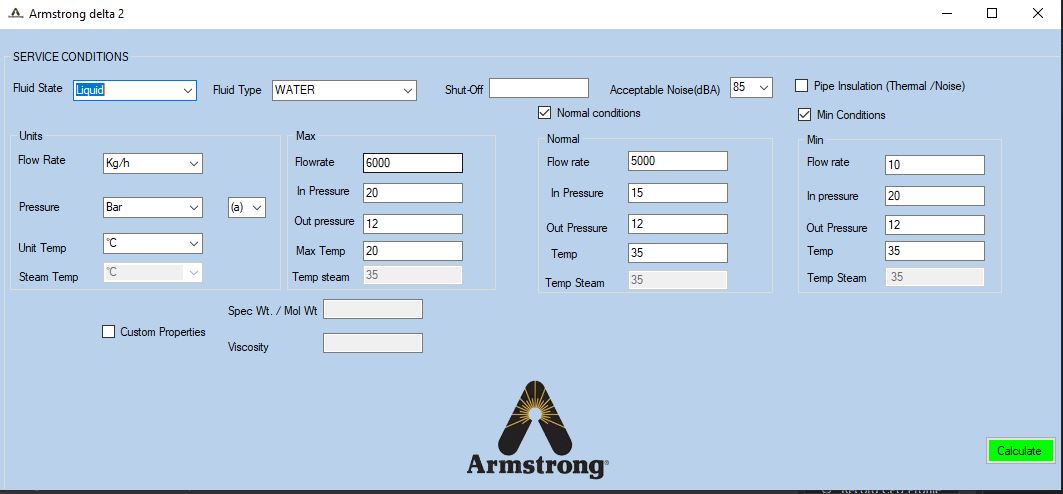 Armstrong delta 2
SERVICE CONDITIONS
Fluid State Liquid Fluid Type WATER Shut-Off Acceptable Noise(dBA) 85 Pipe Insulation (Thermal /Noise)
Normal conditions Min Conditions
Units
Flow Rate Kg/h
Pressure Bar (a)
Unit Temp °C
Steam Temp °C
Max
Flowrate 6000
In Pressure 20
Out pressure 12
Max Temp 20
Temp steam 35
Normal
Flow rate 5000
In Pressure 15
Out Pressure 12
Temp 35
Temp Steam 35
Min
Flow rate 10
In pressure 20
Out Pressure 12
Temp 35
Temp Steam 35
Spec Wt. / Mol Wt
Custom Properties
Viscosity
Armstrong®
Calculate